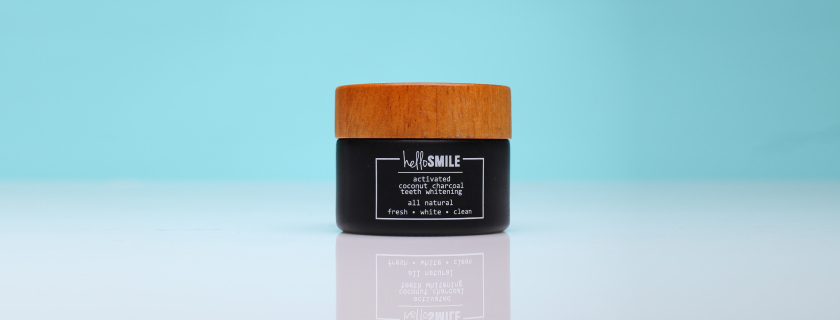 helloSMILE
activated
coconut charcoal
teeth whitening
all natural
fresh • white • clean